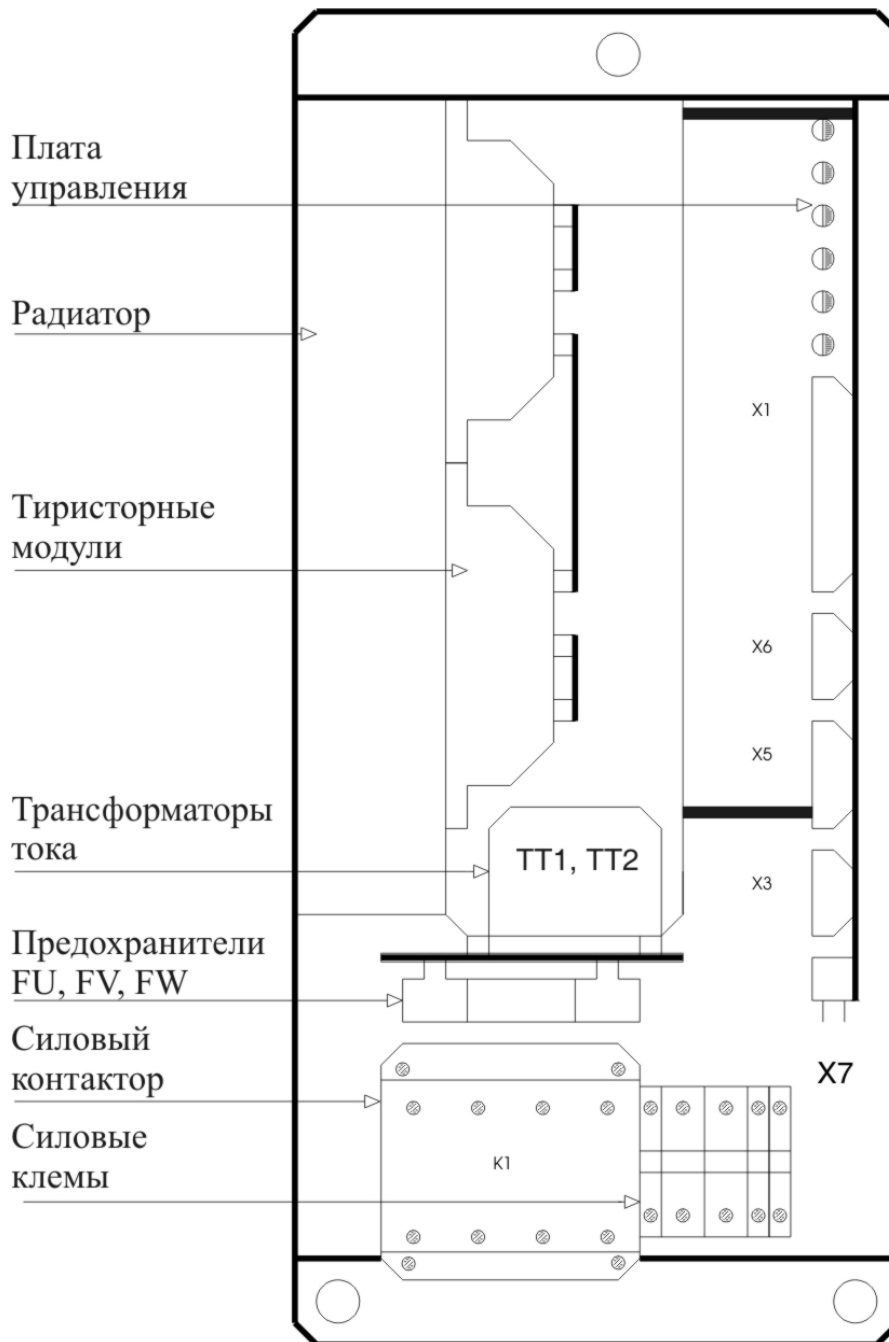 Плата
управления
Радиатор
X1
Тиристорные
модули
X6
X5
Трансформаторы
тока
TT1, TT2
X3
Предохранители
FU, FV, FW
Силовый
контактор
X7
Силовые
клемы
K1